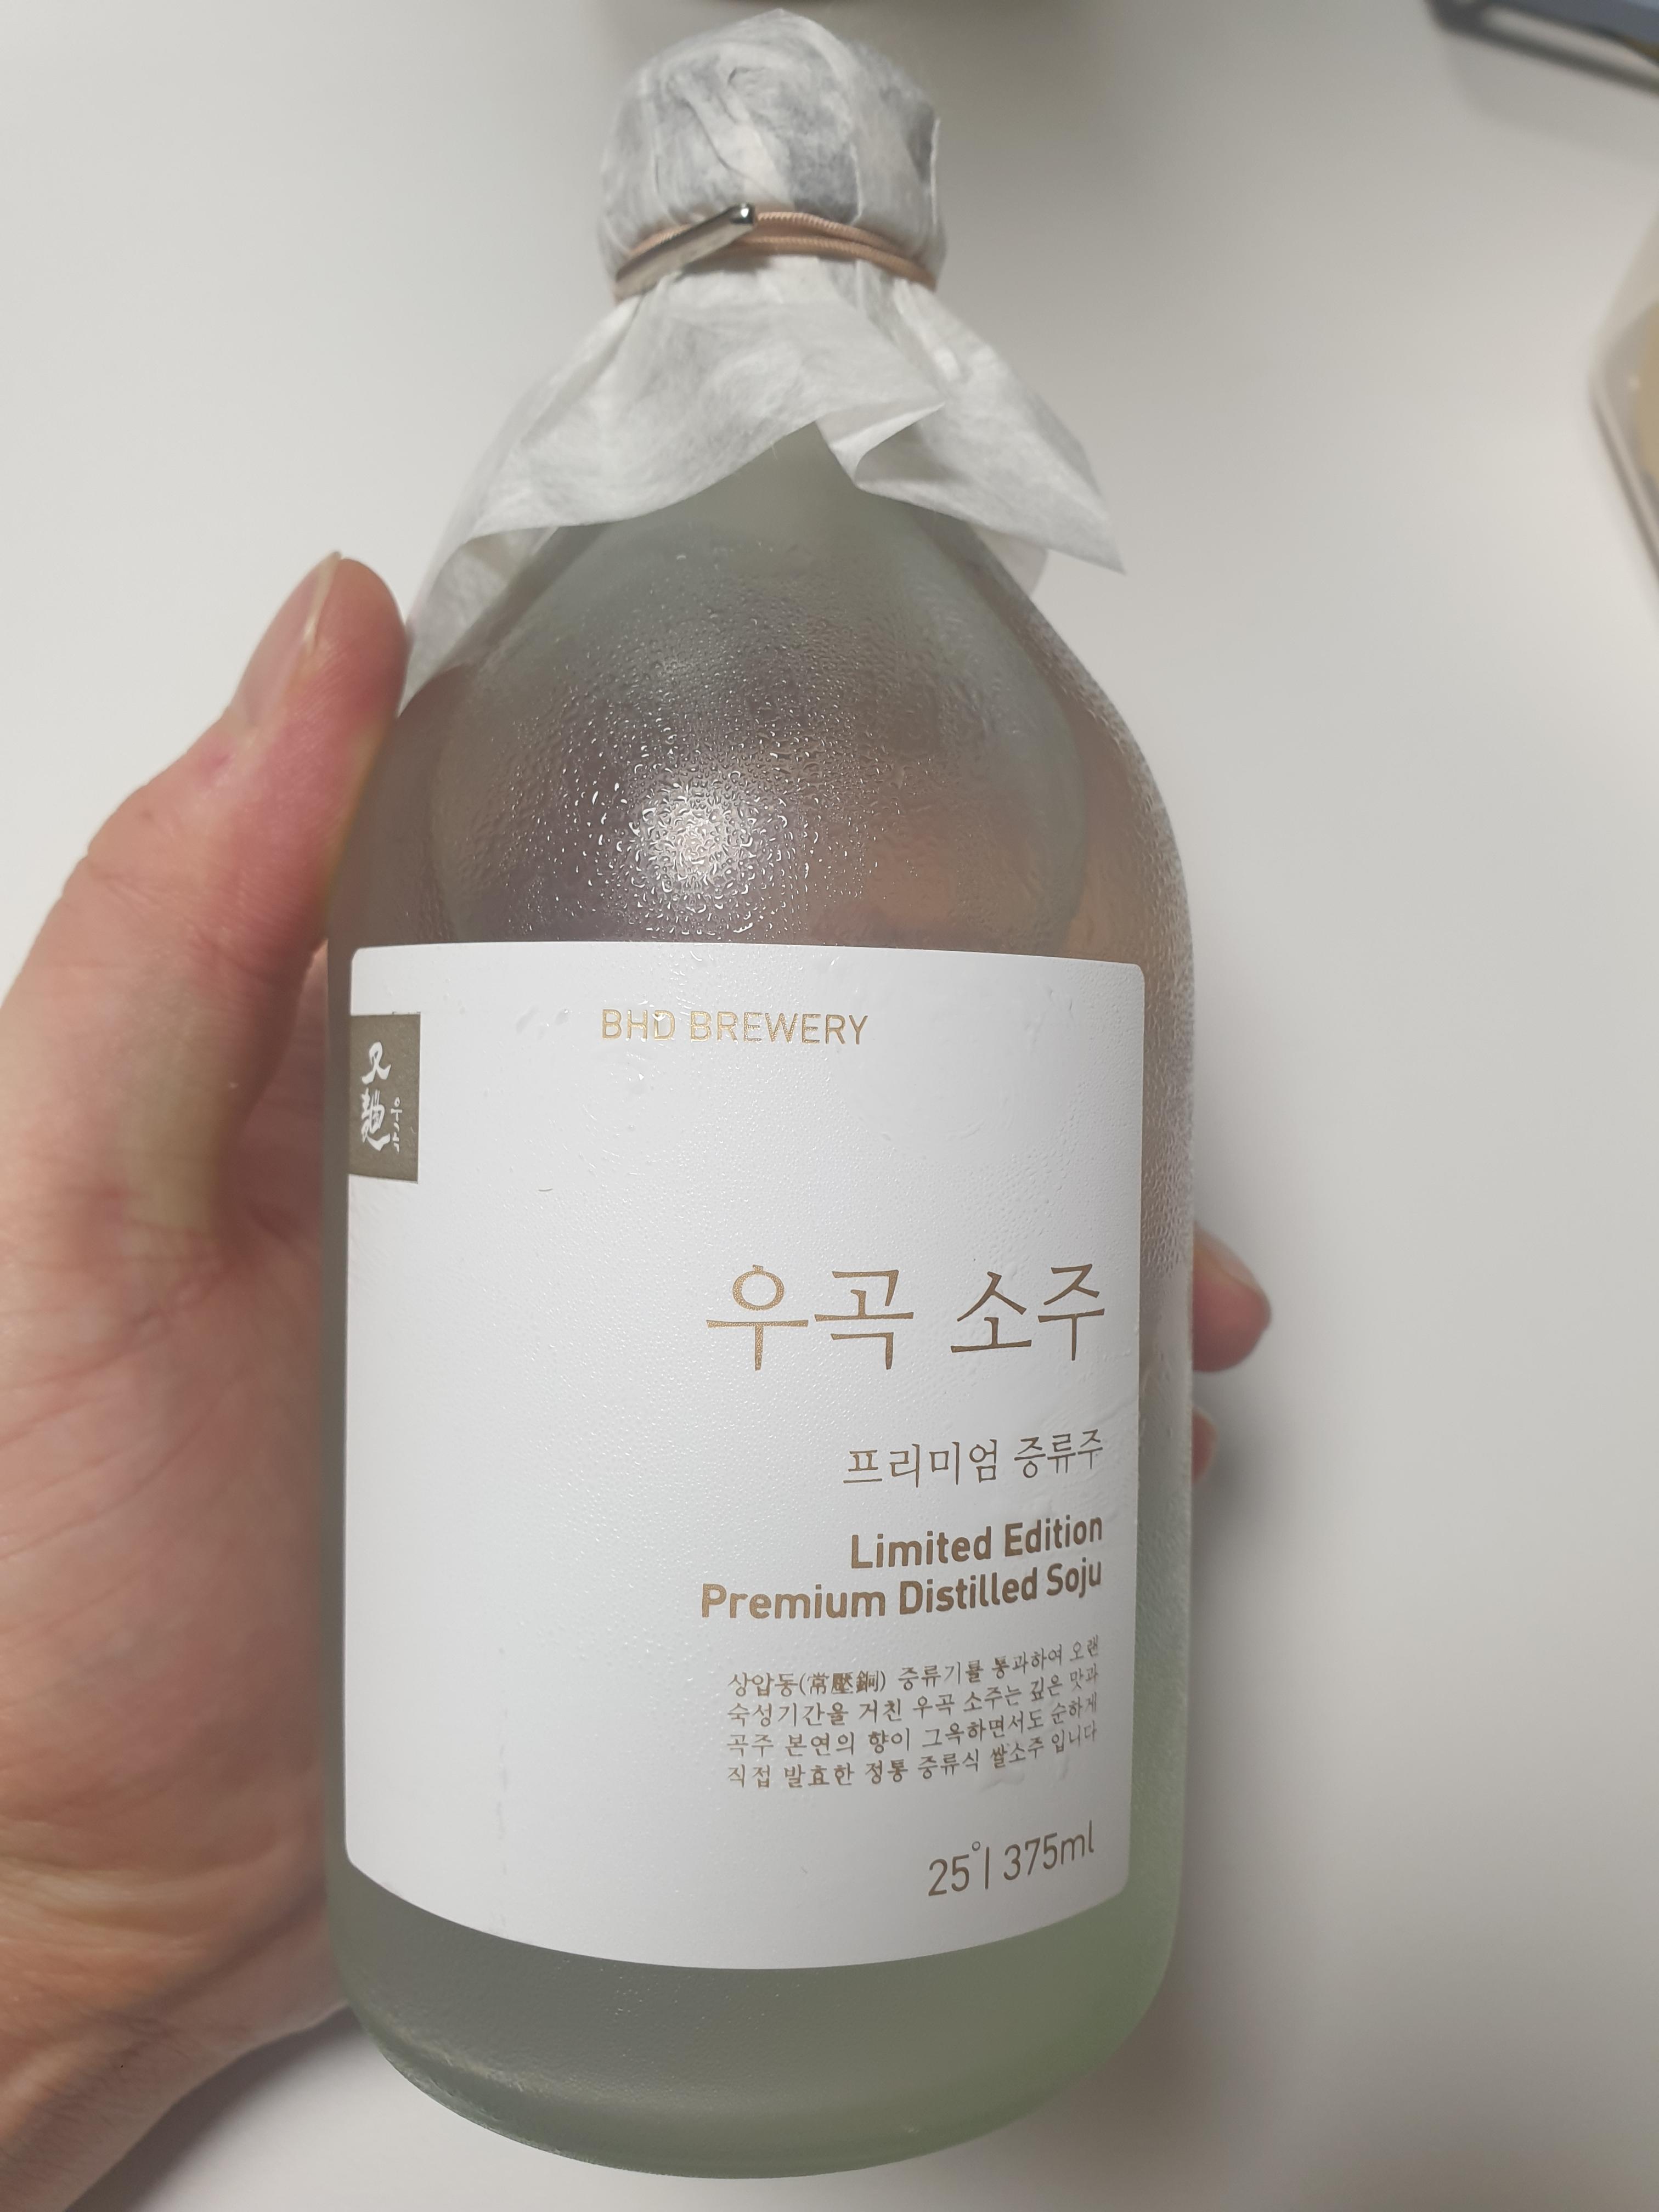 BHD BREWERY
又麯
우곡
우곡 소주
프리미엄 증류주
Limited Edition
Premium Distilled Soju
상압동(常壓銅) 증류기를 통과하여 오랜
숙성기간을 거친 우곡 소주는 깊은 맛과
곡주 본연의 향이 그윽하면서도 순하게
직접 발효한 정통 증류식 쌀소주 입니다
25°| 375ml